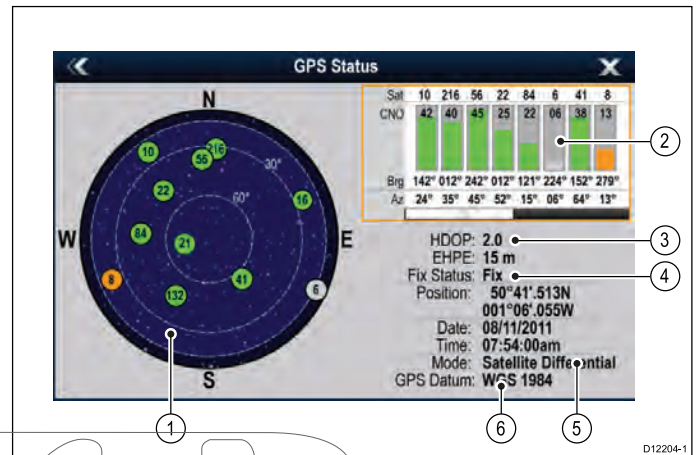 GPS Status
N
10
216
56
30°
22
60°
16
W
84
21
E
8
41
6
132
S
Sat 10 216 56 22 84 6 41 8
CNO 42 40 45 25 22 06 38 13
Brg 142° 012° 242° 012° 121° 224° 152° 279°
Az 24° 35° 45° 52° 15° 06° 64° 13°
HDOP: 2.0
EHPE: 15 m
Fix Status: Fix
Position: 50°41'.513N
001°06'.055W
Date: 08/11/2011
Time: 07:54:00am
Mode: Satellite Differential
GPS Datum: WGS 1984
2
3
4
1
6
5
D12204-1